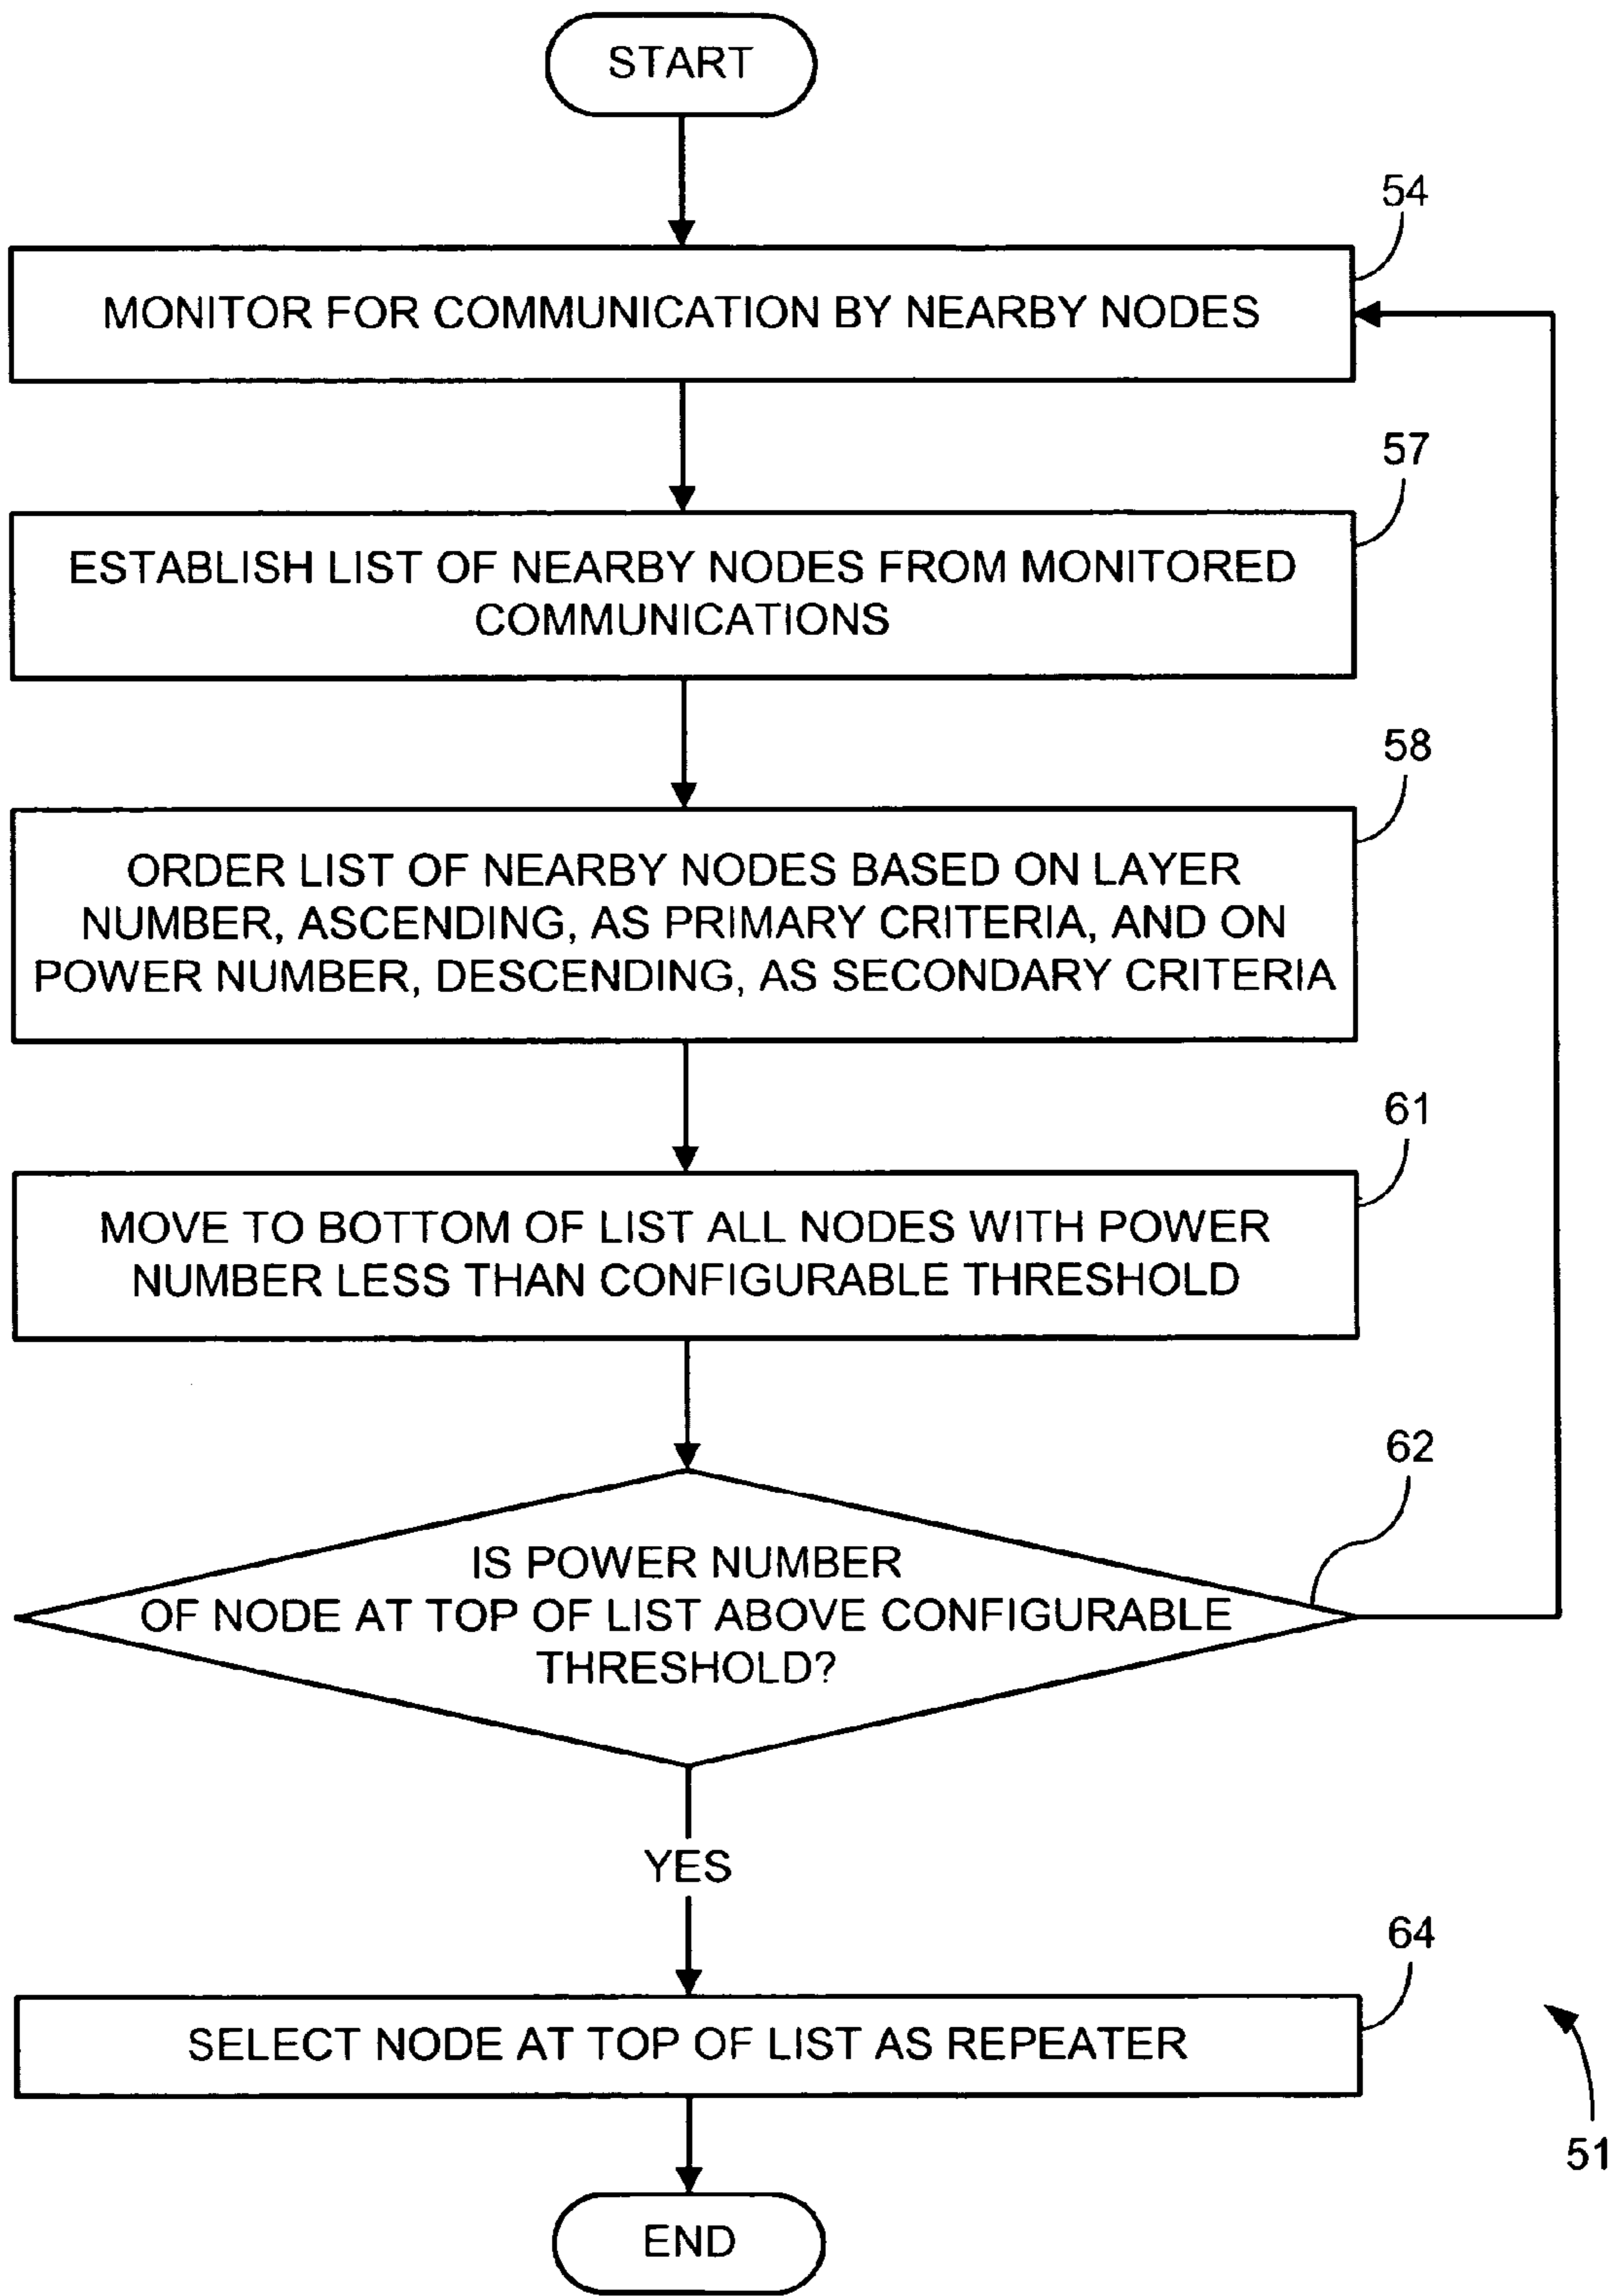 START
54
MONITOR FOR COMMUNICATION BY NEARBY NODES
57
ESTABLISH LIST OF NEARBY NODES FROM MONITORED
COMMUNICATIONS
58
ORDER LIST OF NEARBY NODES BASED ON LAYER
NUMBER, ASCENDING, AS PRIMARY CRITERIA, AND ON
POWER NUMBER, DESCENDING, AS SECONDARY CRITERIA
61
MOVE TO BOTTOM OF LIST ALL NODES WITH POWER
NUMBER LESS THAN CONFIGURABLE THRESHOLD
62
IS POWER NUMBER
OF NODE AT TOP OF LIST ABOVE CONFIGURABLE
THRESHOLD?
YES
64
SELECT NODE AT TOP OF LIST AS REPEATER
51
END